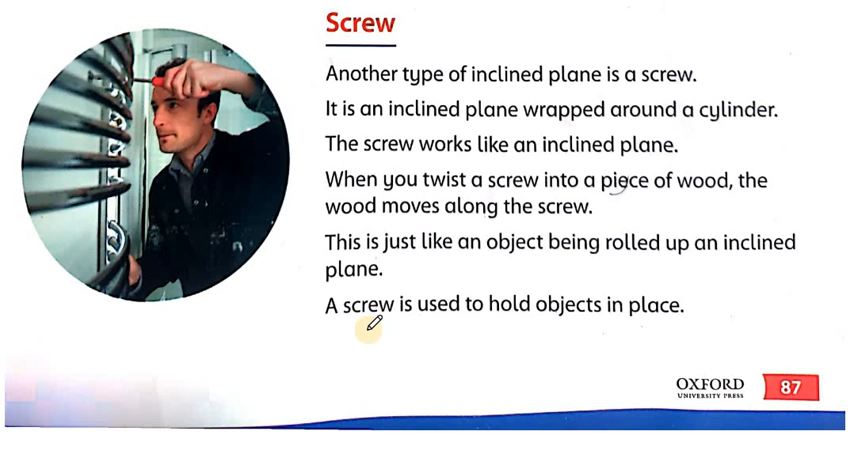 Screw
Another type of inclined plane is a screw.
It is an inclined plane wrapped around a cylinder.
The screw works like an inclined plane.
When you twist a screw into a piece of wood, the
wood moves along the screw.
This is just like an object being rolled up an inclined
plane.
A screw is used to hold objects in place.
OXFORD
UNIVERSITY PRESS
87